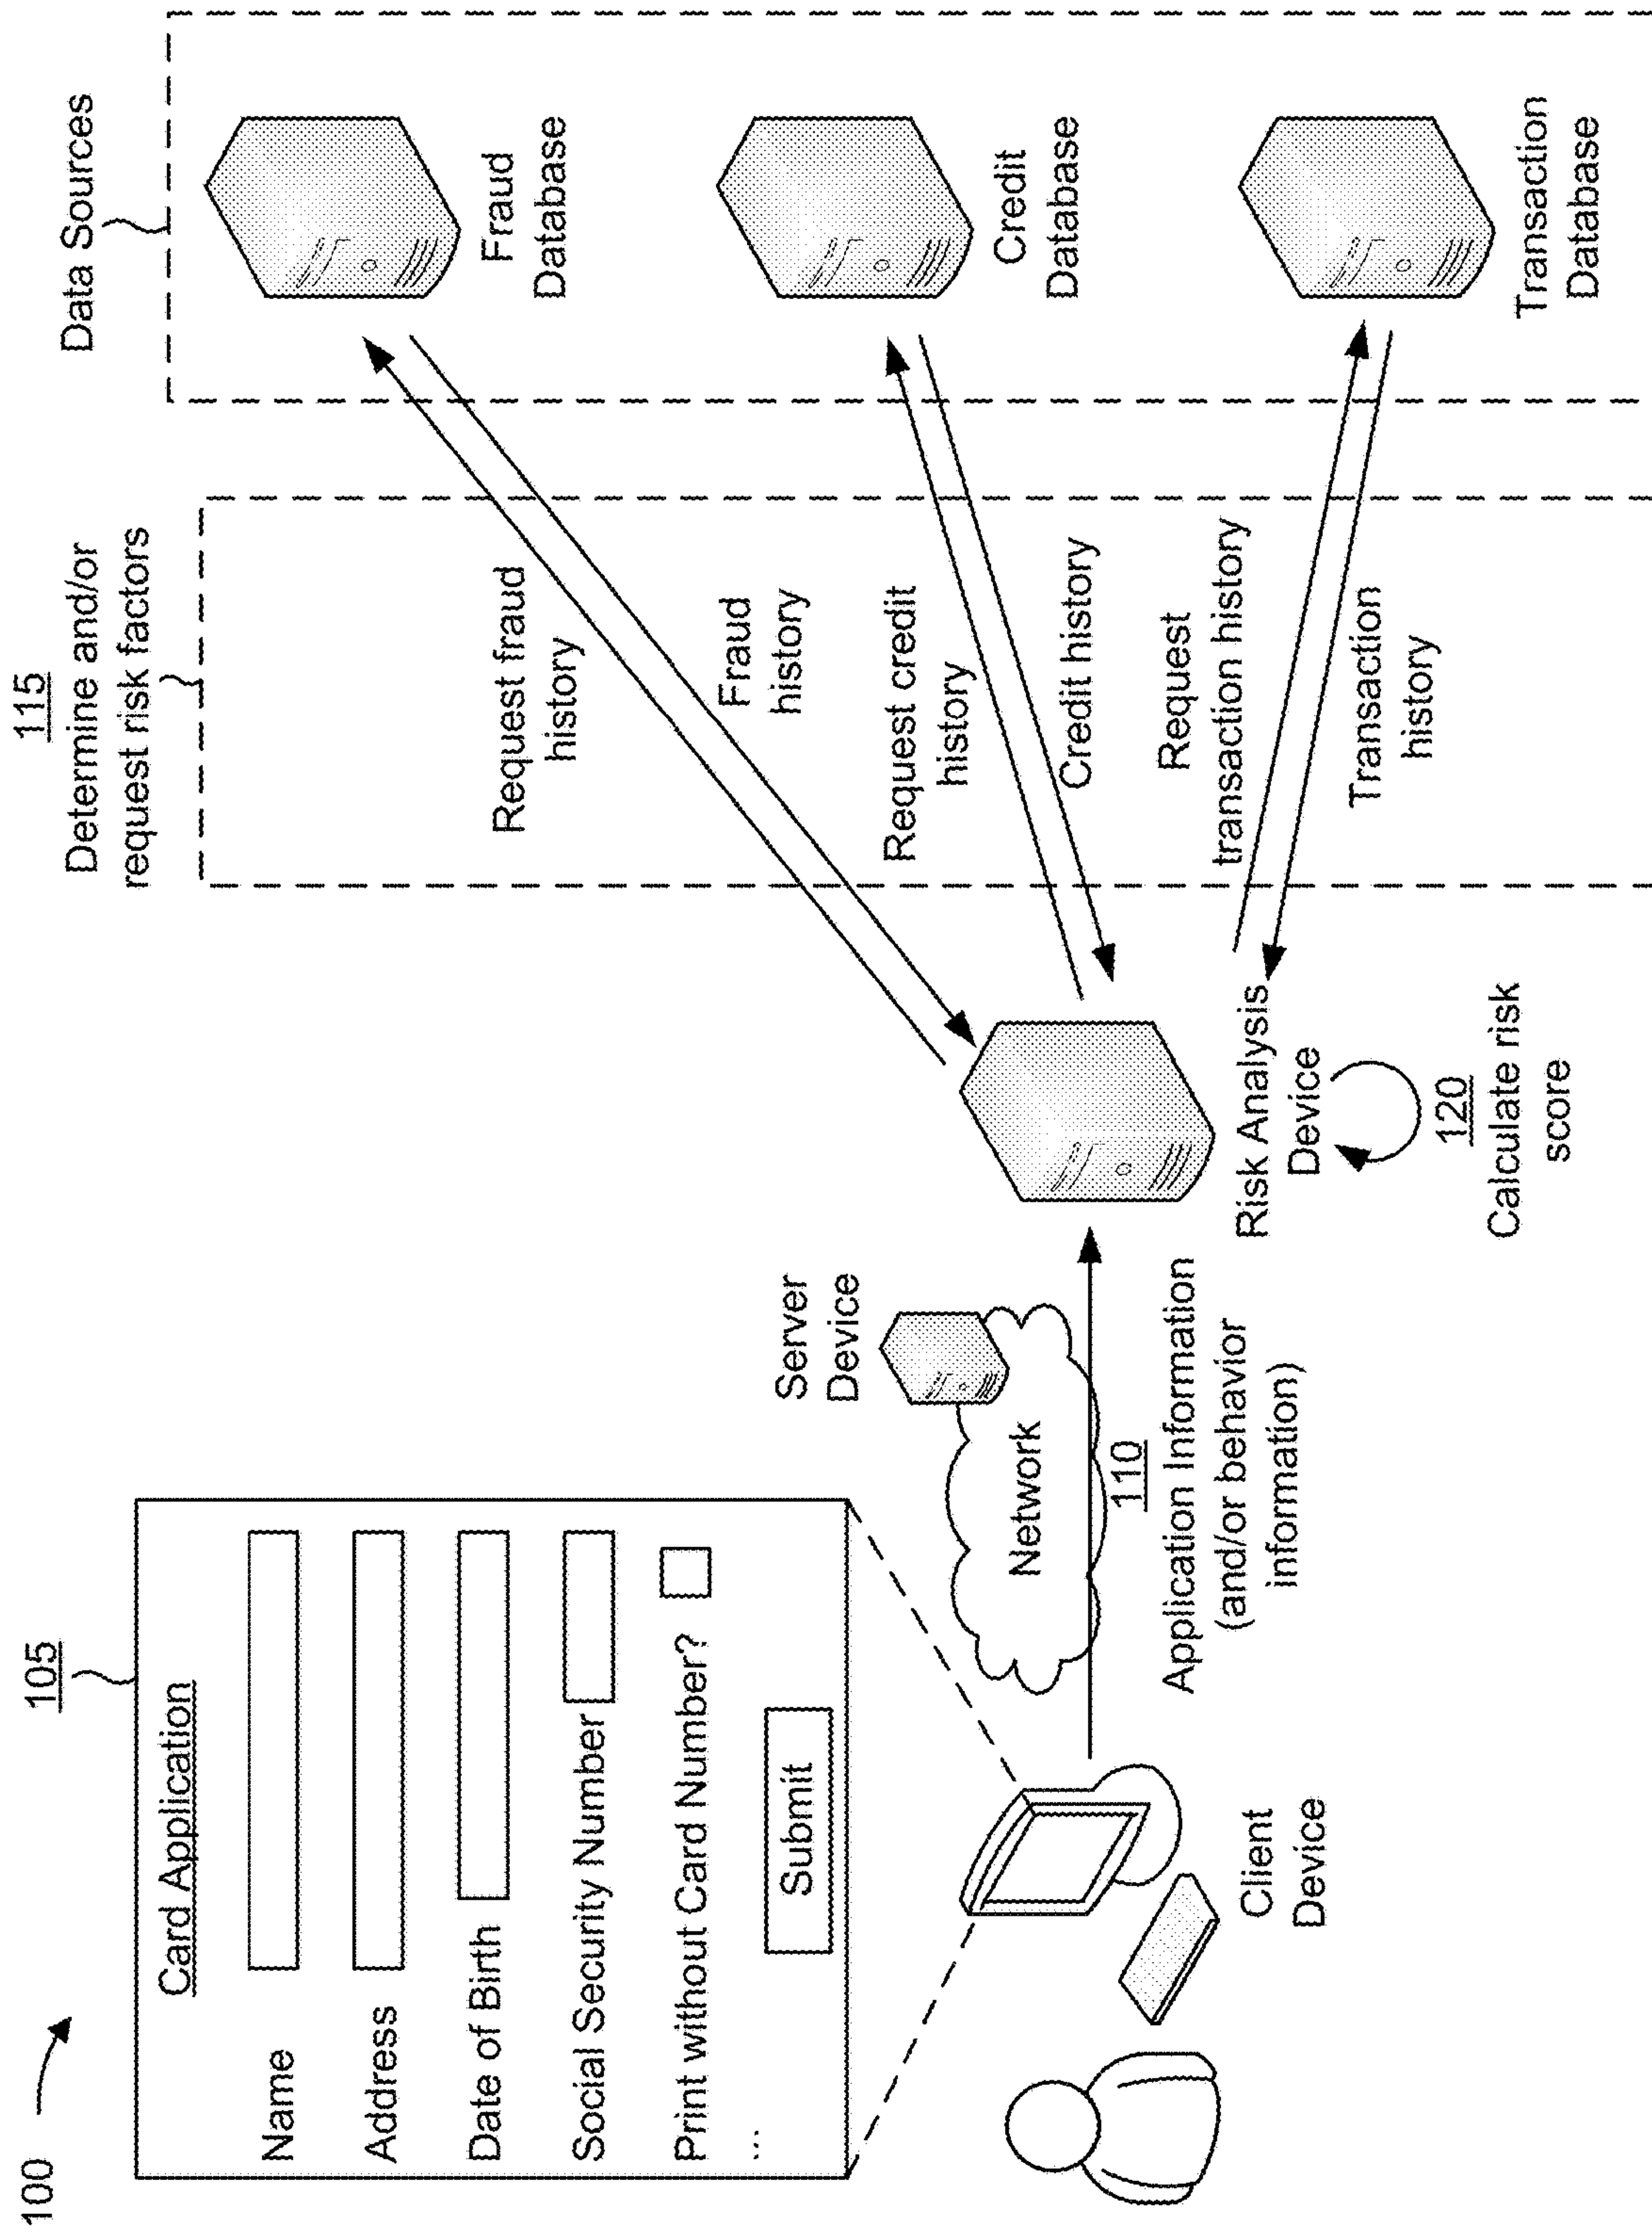 100
105
Card Application
Name
Address
Date of Birth
Social Security Number
Print without Card Number?
...
Submit
Client
Device
Server
Device
Network
110
Application Information
(and/or behavior
information)
Risk Analysis
Device
120
Calculate risk
score
115
Determine and/or
request risk factors
Request fraud
history
Fraud
history
Request credit
history
Credit history
Request
transaction history
Transaction
history
Data Sources
Fraud
Database
Credit
Database
Transaction
Database